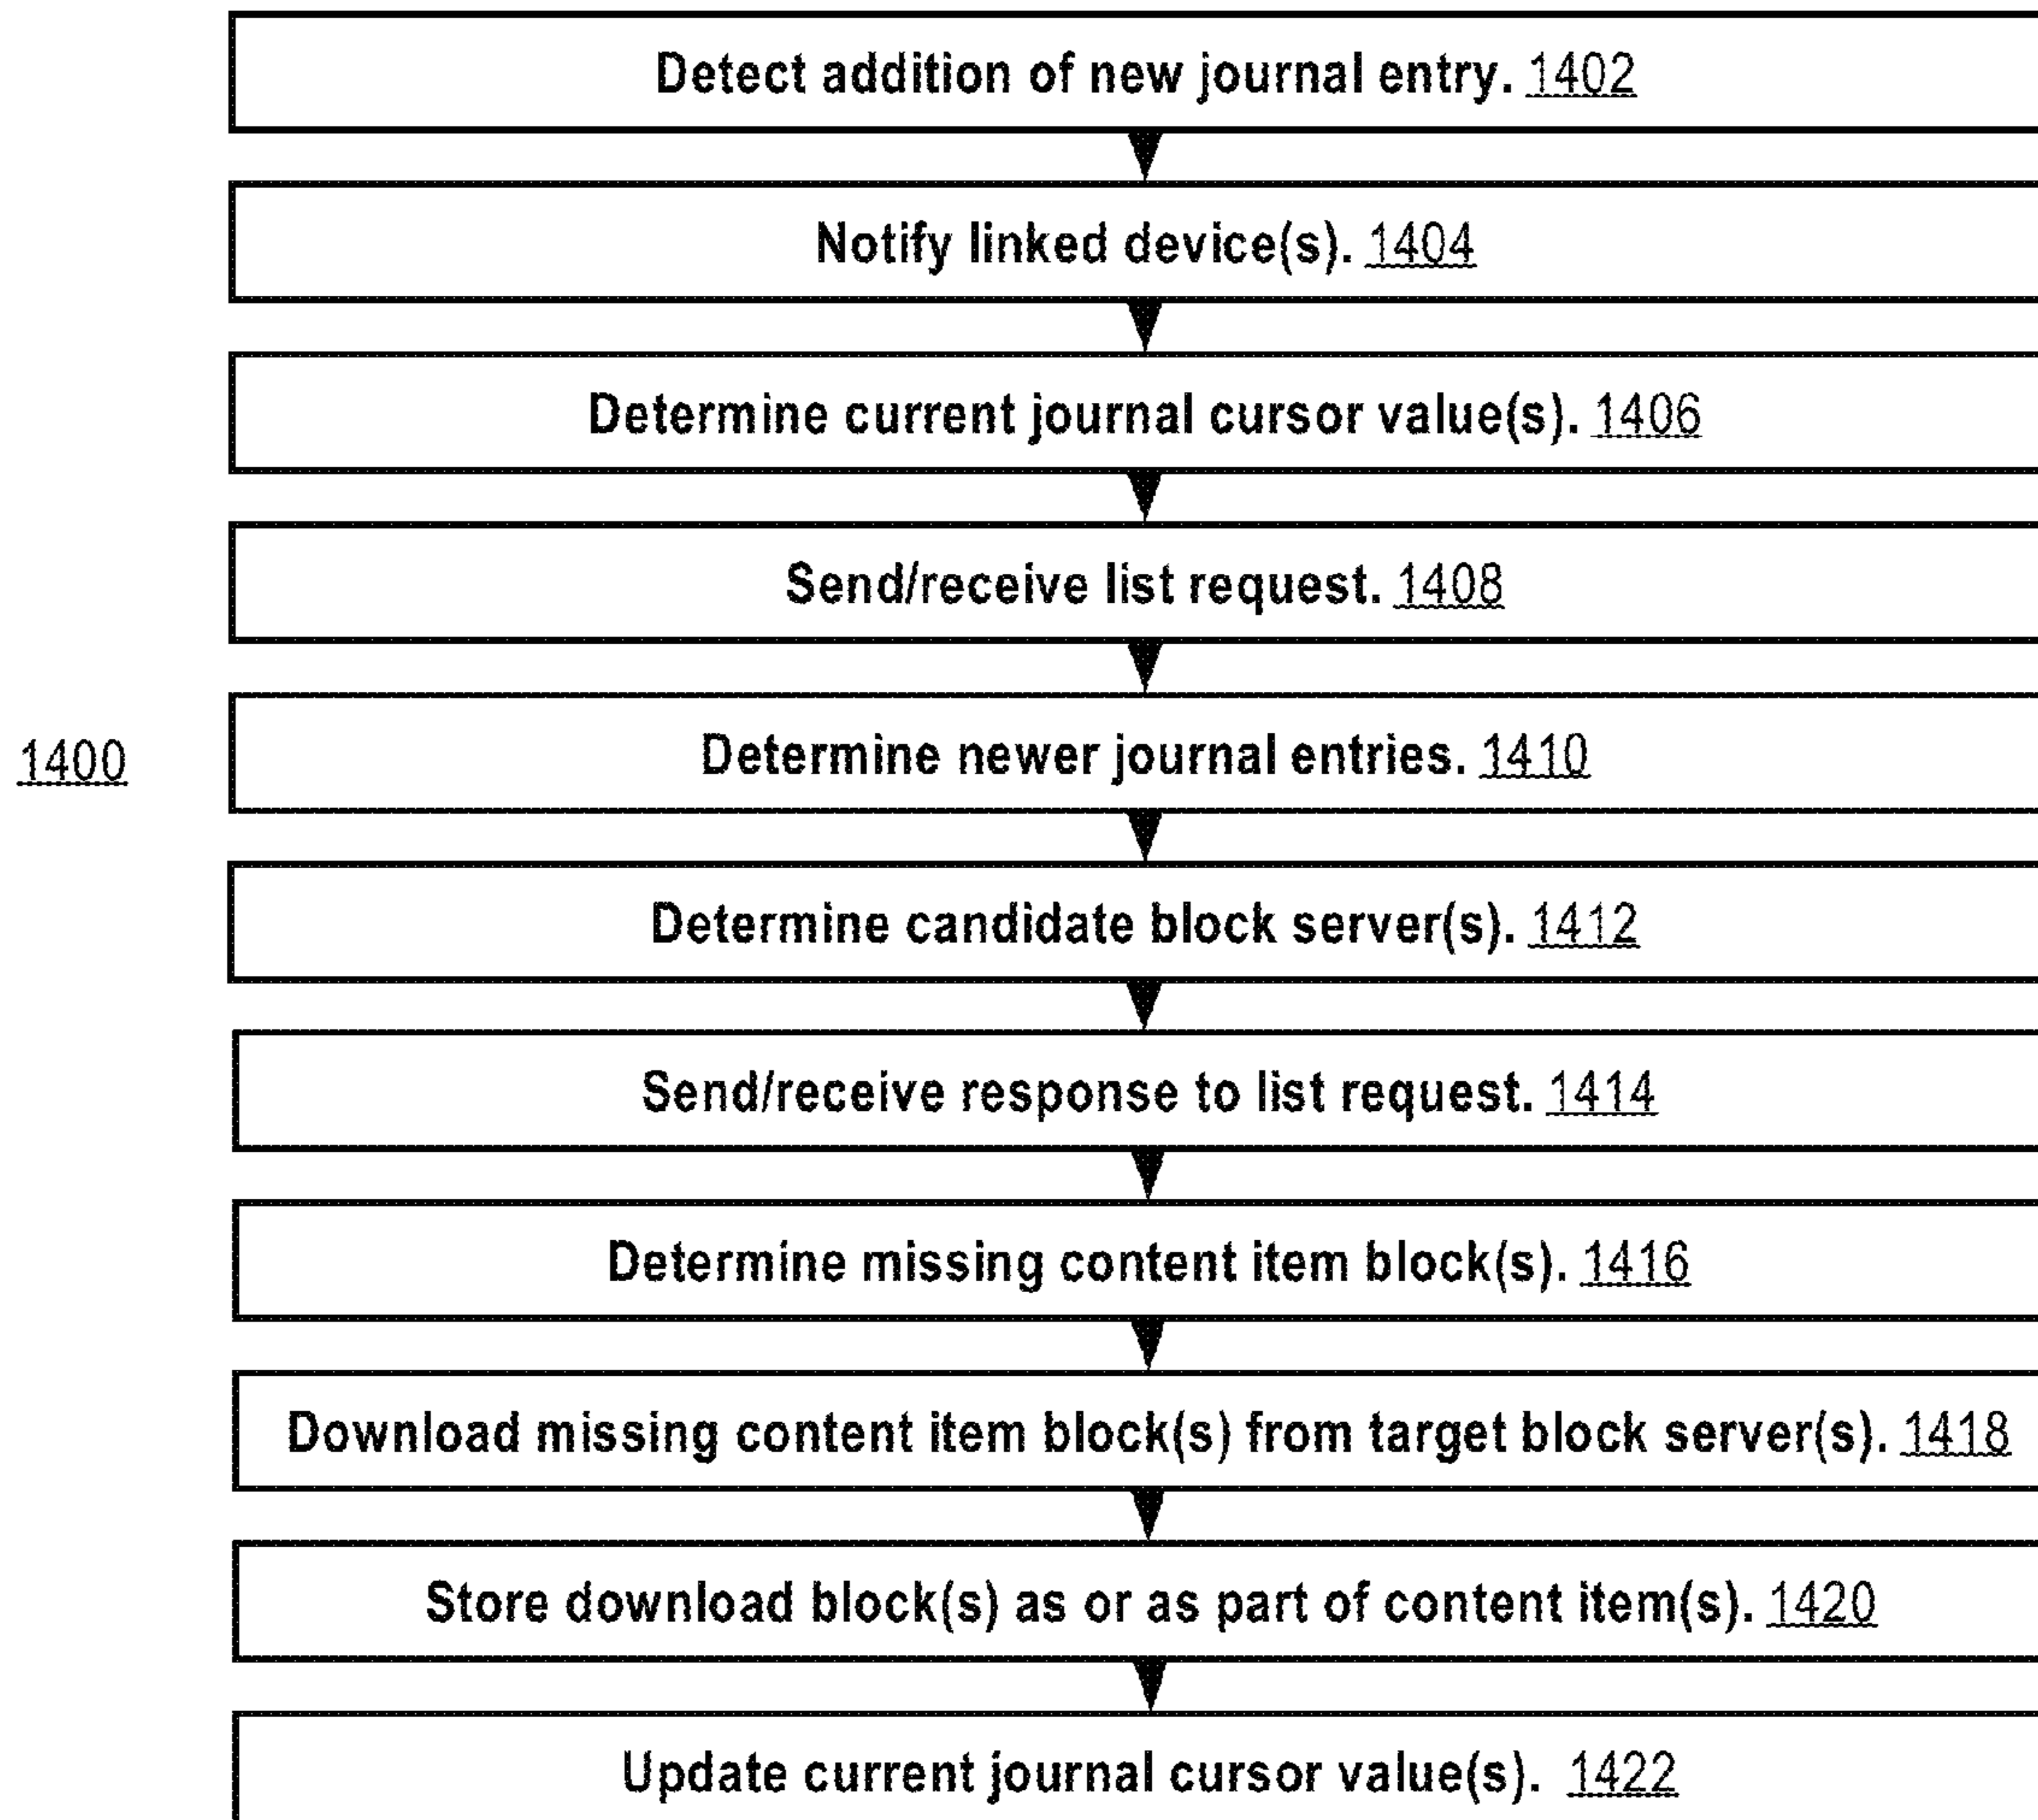 Detect addition of new journal entry. 1402
Notify linked device(s). 1404
Determine current journal cursor value(s). 1406
Send/receive list request. 1408
1400
Determine newer journal entries. 1410
Determine candidate block server(s). 1412
Send/receive response to list request. 1414
Determine missing content item block(s). 1416
Download missing content item block(s) from target block server(s). 1418
Store download block(s) as or as part of content item(s). 1420
Update current journal cursor value(s). 1422